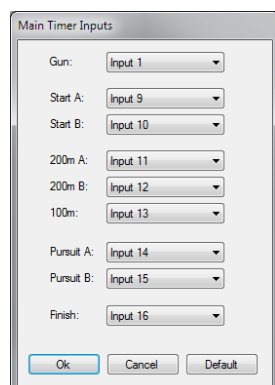 Main Timer Inputs
Gun: Input 1
Start A: Input 9
Start B: Input 10
200m A: Input 11
200m B: Input 12
100m: Input 13
Pursuit A: Input 14
Pursuit B: Input 15
Finish: Input 16
Ok Cancel Default